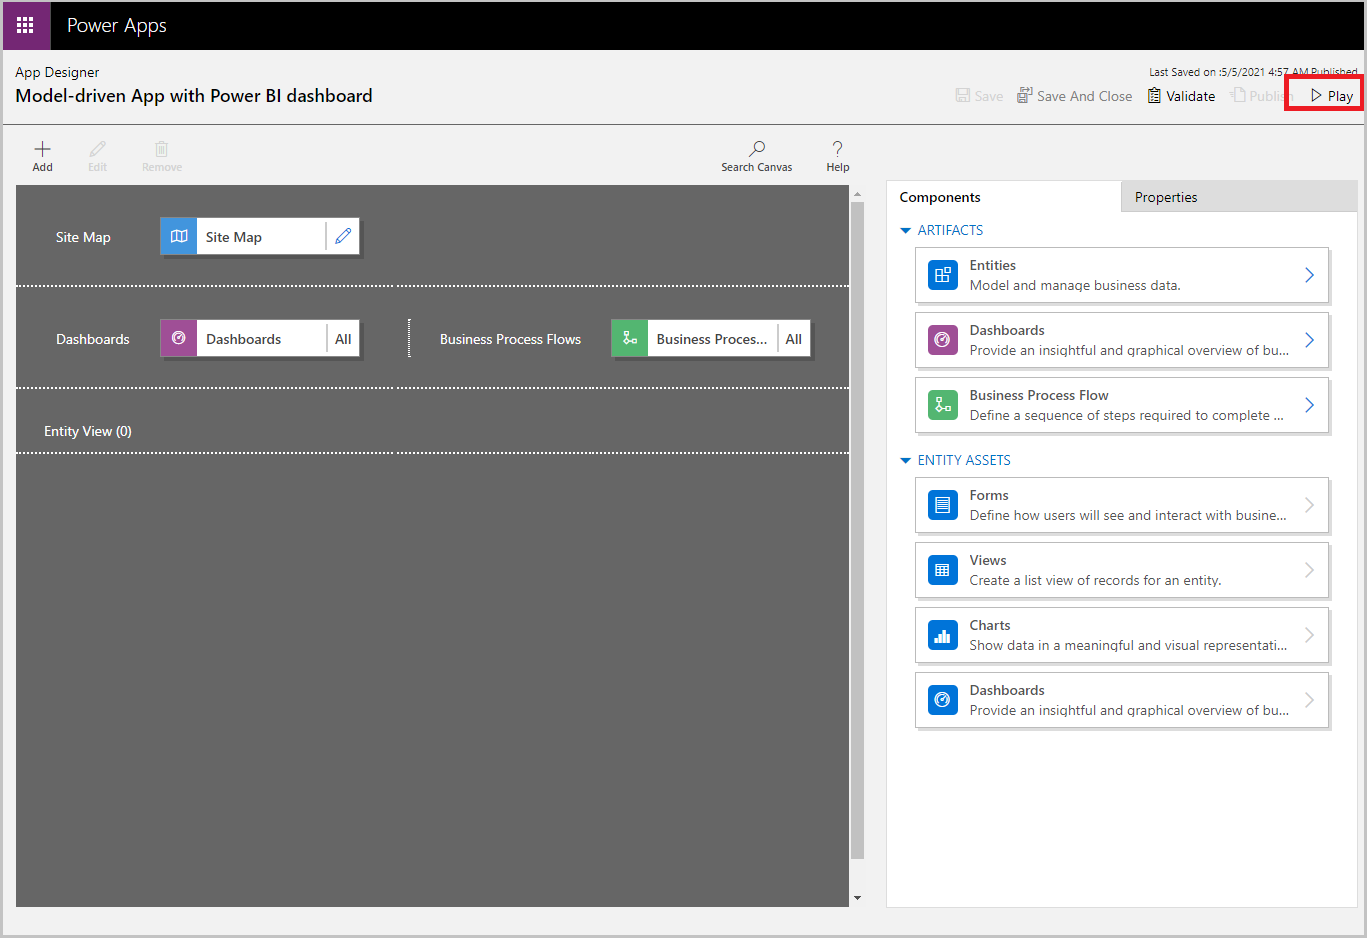 Power Apps
App Designer
Model-driven App with Power BI dashboard
Last Saved on :5/5/2021 4:57 AM Published
Save
Save And Close
Validate
Publish
Play
Add
Edit
Remove
Search Canvas
Help
Site Map
Site Map
Dashboards
Dashboards
All
Business Process Flows
Business Proces...
All
Entity View (0)
Components
Properties
ARTIFACTS
Entities
Model and manage business data.
Dashboards
Provide an insightful and graphical overview of bu...
Business Process Flow
Define a sequence of steps required to complete ...
ENTITY ASSETS
Forms
Define how users will see and interact with busine...
Views
Create a list view of records for an entity.
Charts
Show data in a meaningful and visual representati...
Dashboards
Provide an insightful and graphical overview of bu...